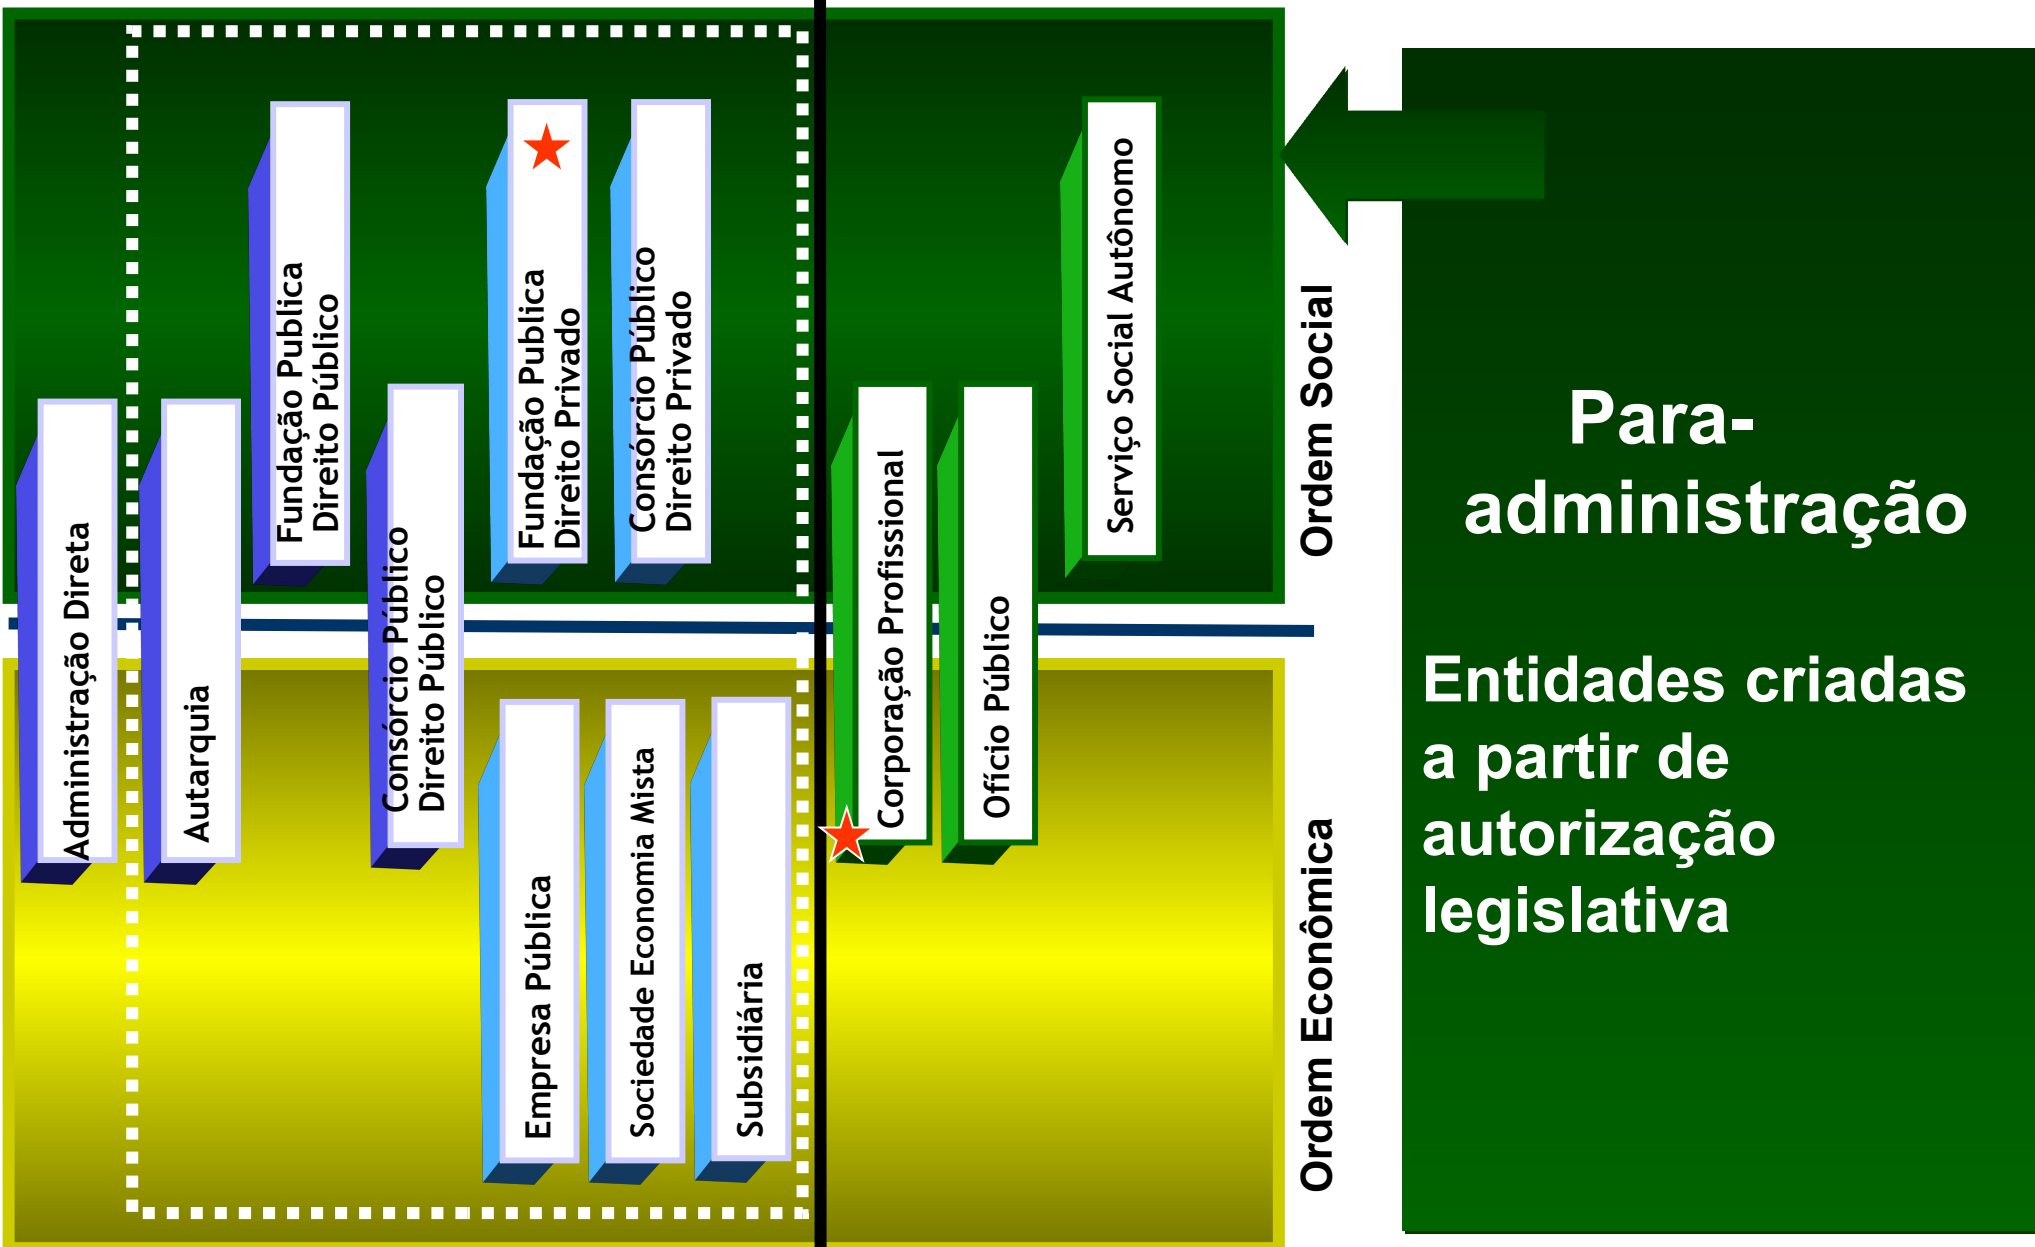 Administração Direta
Autarquia
Fundação Publica
Direito Público
Consórcio Público
Direito Público
Fundação Publica
Direito Privado
Consórcio Público
Direito Privado
Empresa Pública
Sociedade Economia Mista
Subsidiária
Corporação Profissional
Ofício Público
Serviço Social Autônomo
Ordem Social
Ordem Econômica
Para-
administração
Entidades criadas
a partir de
autorização
legislativa